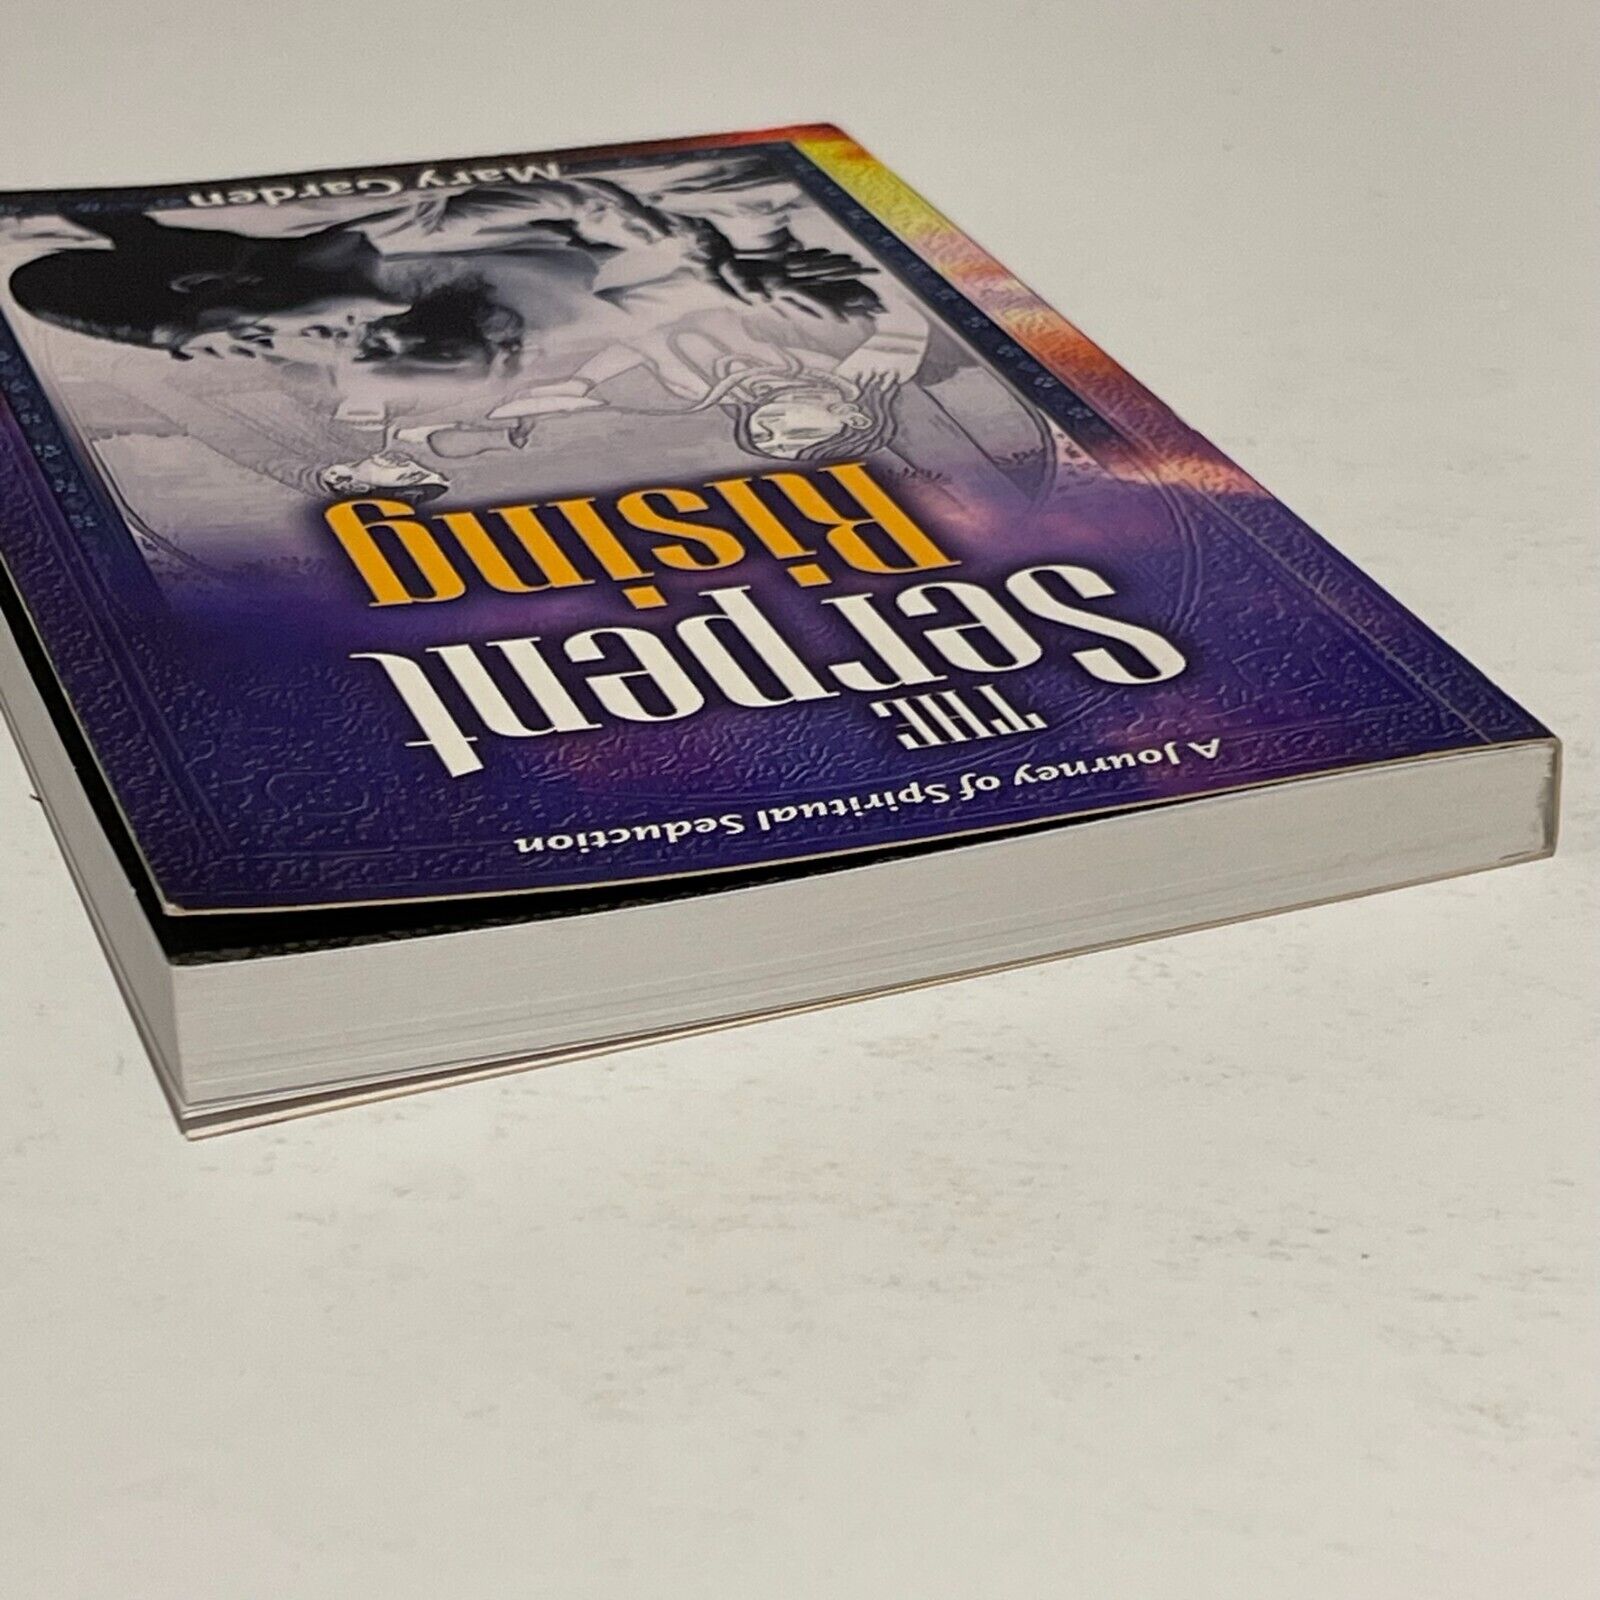 A Journey of Spiritual Seduction
THE
Serpent
Rising
Mary Garden